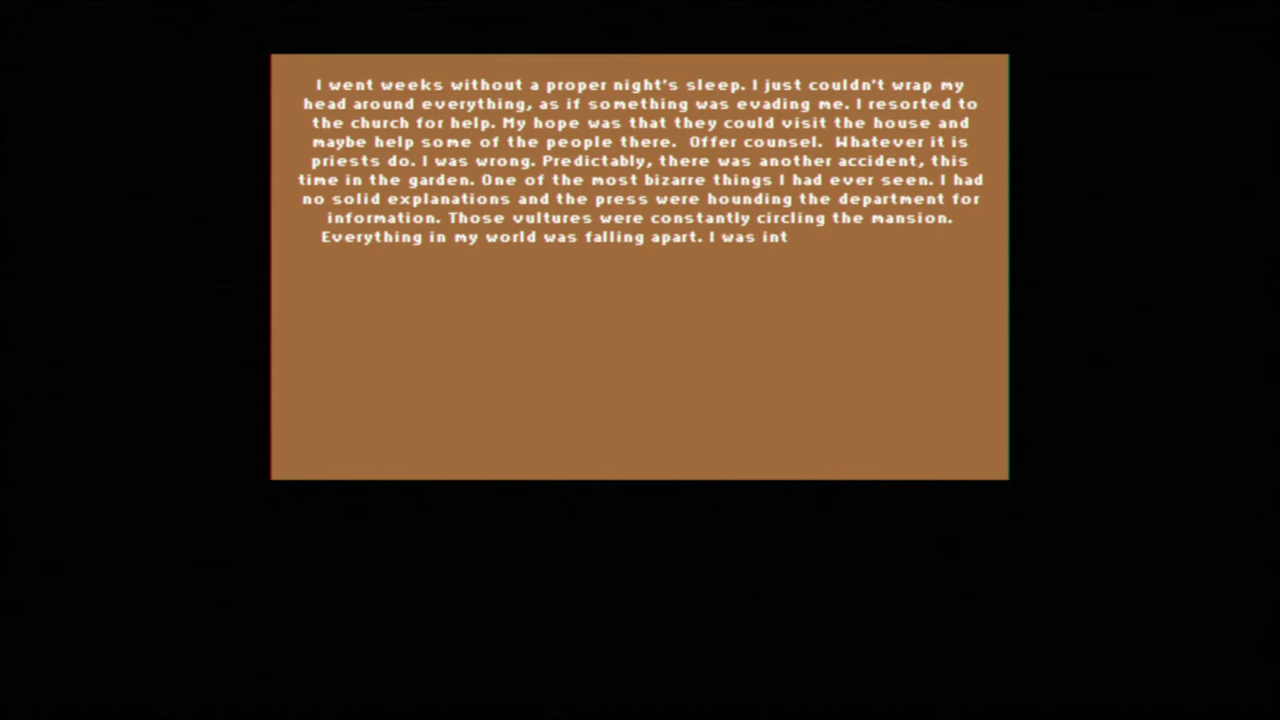 I went weeks without a proper night's sleep. I just couldn't wrap my
head around everything, as if something was evading me. I resorted to
the church for help. My hope was that they could visit the house and
maybe help some of the people there.  Offer counsel.  Whatever it is
priests do. I was wrong. Predictably, there was another accident, this
time in the garden. One of the most bizarre things I had ever seen. I had
no solid explanations and the press were hounding the department for
information. Those vultures were constantly circling the mansion.
Everything in my world was falling apart. I was int